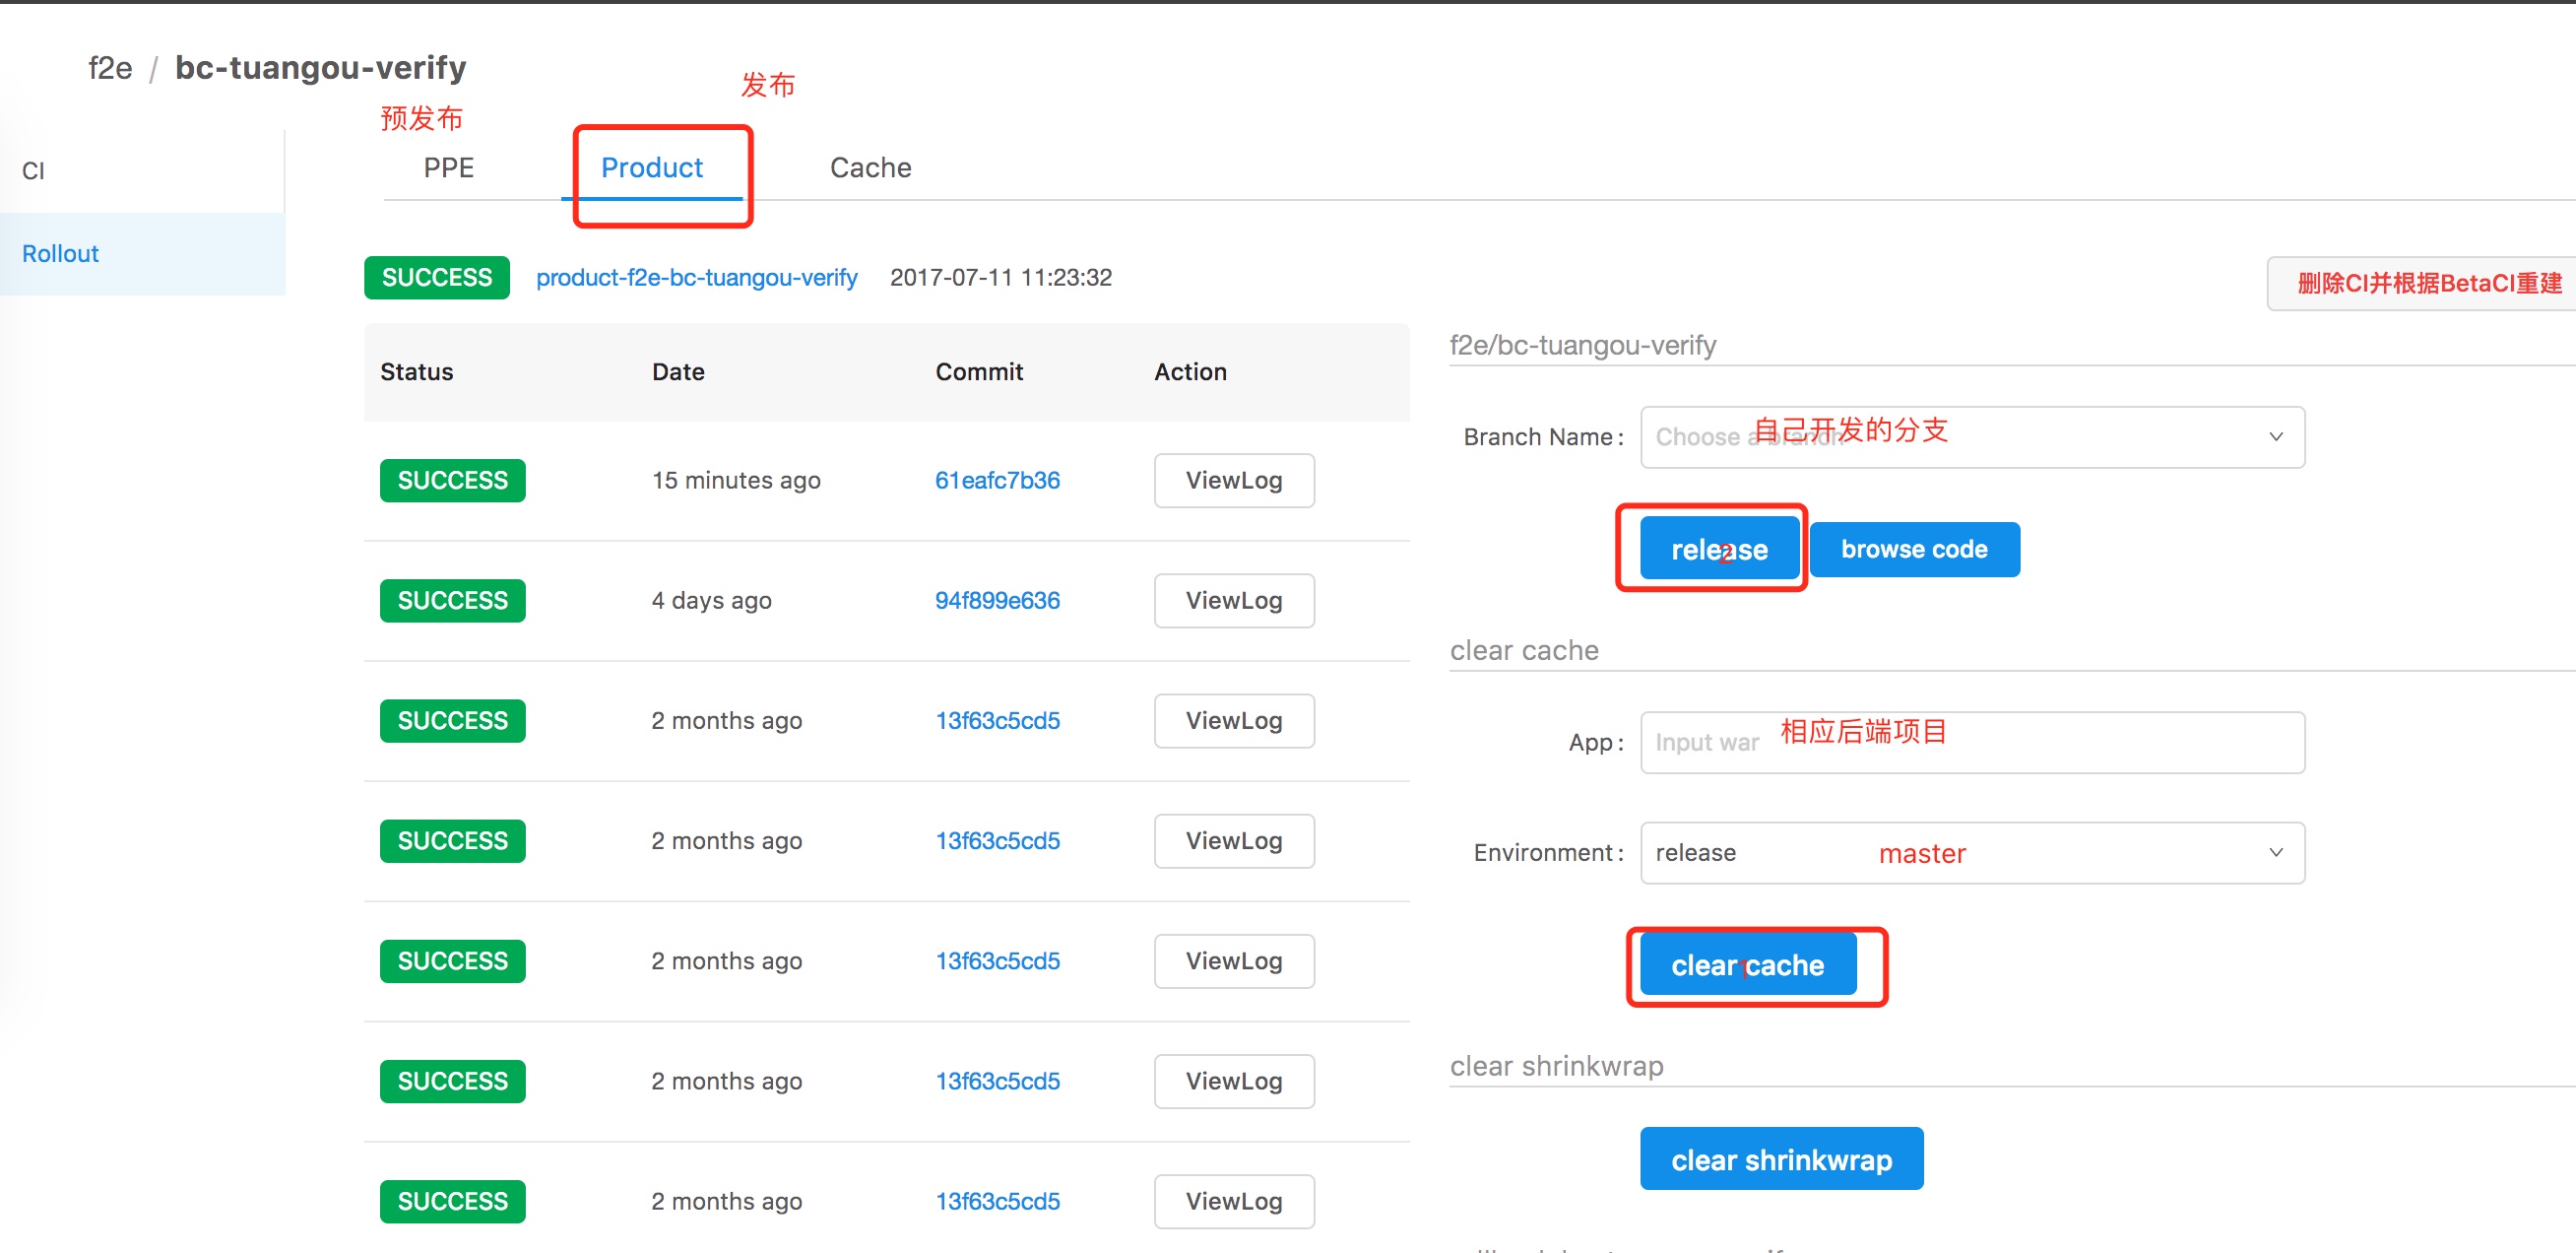 f2e / bc-tuangou-verify
发布
预发布
CI
Rollout
PPE Product Cache
SUCCESS product-f2e-bc-tuangou-verify 2017-07-11 11:23:32
删除CI并根据BetaCI重建
Status Date Commit Action
SUCCESS 15 minutes ago 61eafc7b36 ViewLog
SUCCESS 4 days ago 94f899e636 ViewLog
SUCCESS 2 months ago 13f63c5cd5 ViewLog
SUCCESS 2 months ago 13f63c5cd5 ViewLog
SUCCESS 2 months ago 13f63c5cd5 ViewLog
SUCCESS 2 months ago 13f63c5cd5 ViewLog
SUCCESS 2 months ago 13f63c5cd5 ViewLog
f2e/bc-tuangou-verify
Branch Name: Choose a branch 自己开发的分支
release 2 browse code
clear cache
App: Input war 相应后端项目
Environment: release master
clear cache 1
clear shrinkwrap
clear shrinkwrap